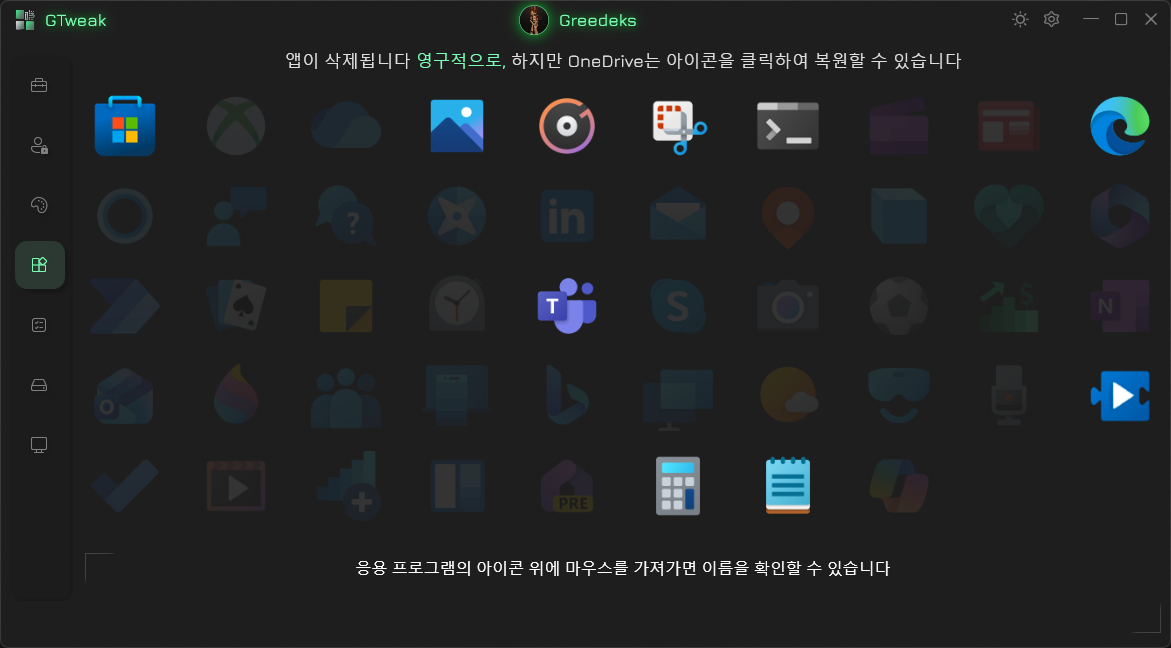 GTweak
Greedeks
앱이 삭제됩니다 영구적으로, 하지만 OneDrive는 아이콘을 클릭하여 복원할 수 있습니다
?
in
T
S
S
N
O
PRE
응용 프로그램의 아이콘 위에 마우스를 가져가면 이름을 확인할 수 있습니다